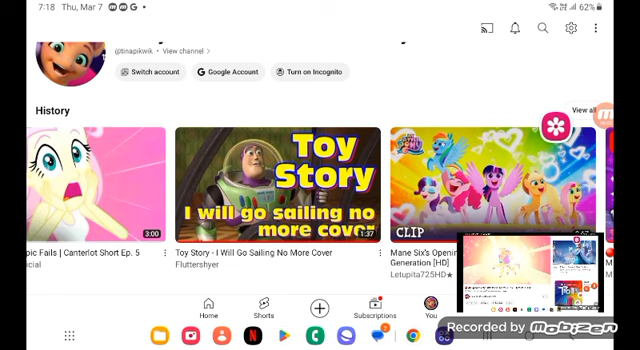 7:18 Thu, Mar 7
62%
@tinapikwik • View channel
Switch account
Google Account
Turn on Incognito
History
View all
Toy
Story
I will go sailing no
more cover
CLIP
3:00
1:37
pic Fails | Canterlot Short Ep. 5
cial
Toy Story - I Will Go Sailing No More Cover
Fluttershyer
Mane Six's Openin
Generation [HD]
Letupita725HD★
Home
Shorts
Subscriptions
You
Recorded by Mobizen